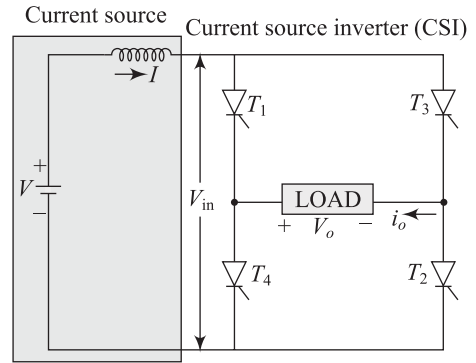 Current source
Current source inverter (CSI)
I
T1
T3
+
V
−
Vin
LOAD
+ Vo −
io
T4
T2